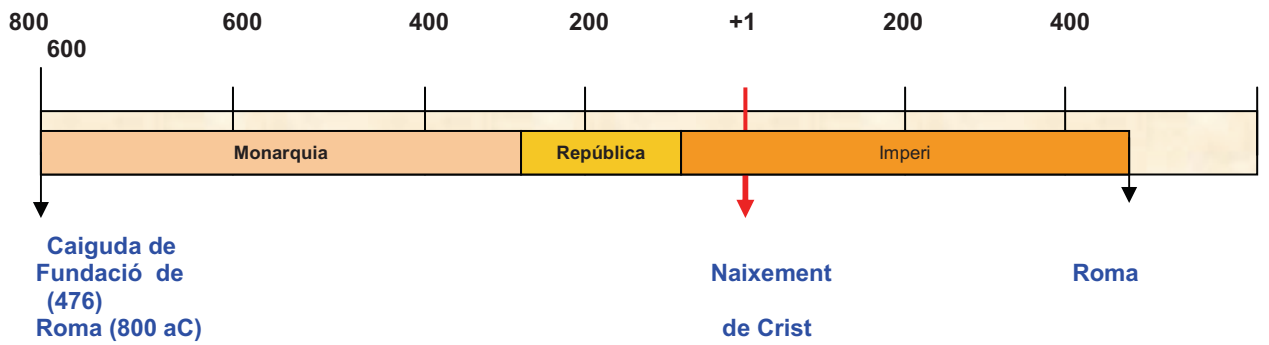 800 600 400 200 +1 200 400
600
Monarquia República Imperi
Caiguda de
Fundació de Naixement Roma
(476)
Roma (800 aC) de Crist